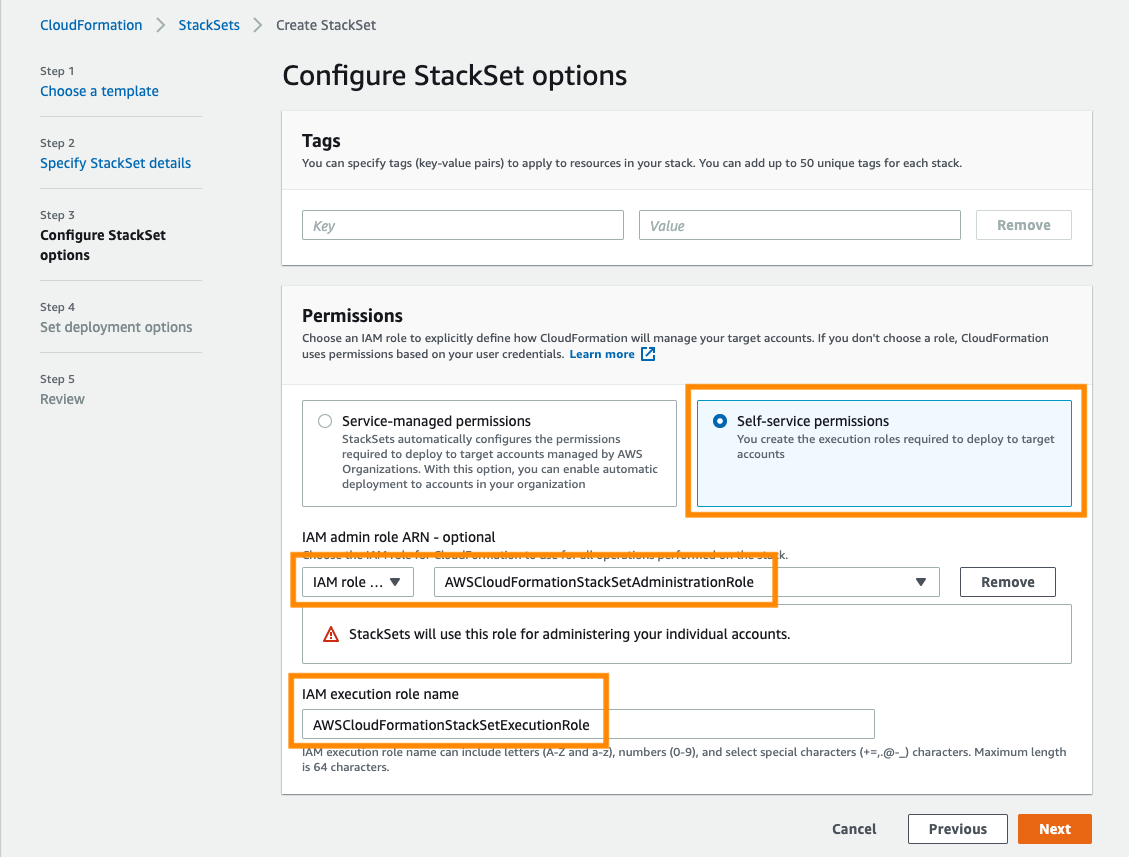 CloudFormation > StackSets > Create StackSet
Step 1
Choose a template
Step 2
Specify StackSet details
Step 3
Configure StackSet
options
Step 4
Set deployment options
Step 5
Review
Configure StackSet options
Tags
You can specify tags (key-value pairs) to apply to resources in your stack. You can add up to 50 unique tags for each stack.
Key Value Remove
Permissions
Choose an IAM role to explicitly define how CloudFormation will manage your target accounts. If you don't choose a role, CloudFormation
uses permissions based on your user credentials. Learn more
Service-managed permissions
StackSets automatically configures the permissions
required to deploy to target accounts managed by AWS
Organizations. With this option, you can enable automatic
deployment to accounts in your organization
Self-service permissions
You create the execution roles required to deploy to target
accounts
IAM admin role ARN - optional
Choose the IAM role for CloudFormation to use for all operations performed on the stack.
IAM role ... AWSCloudFormationStackSetAdministrationRole Remove
StackSets will use this role for administering your individual accounts.
IAM execution role name
AWSCloudFormationStackSetExecutionRole
IAM execution role name can include letters (A-Z and a-z), numbers (0-9), and select special characters (+=,.@-_) characters. Maximum length
is 64 characters.
Cancel Previous Next